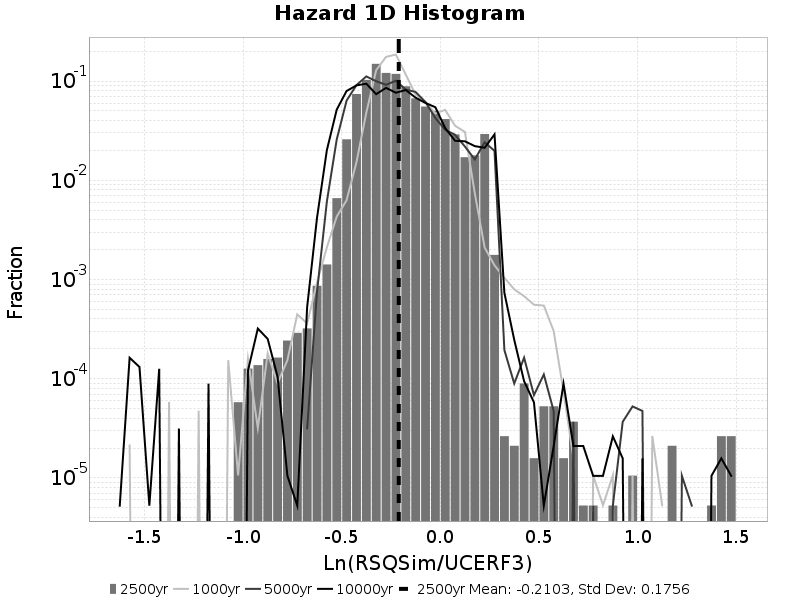 Hazard 1D Histogram
Fraction
10-1
10-2
10-3
10-4
10-5
-1.5 -1.0 -0.5 0.0 0.5 1.0 1.5
Ln(RSQSim/UCERF3)
2500yr 1000yr 5000yr 10000yr 2500yr Mean: -0.2103, Std Dev: 0.1756